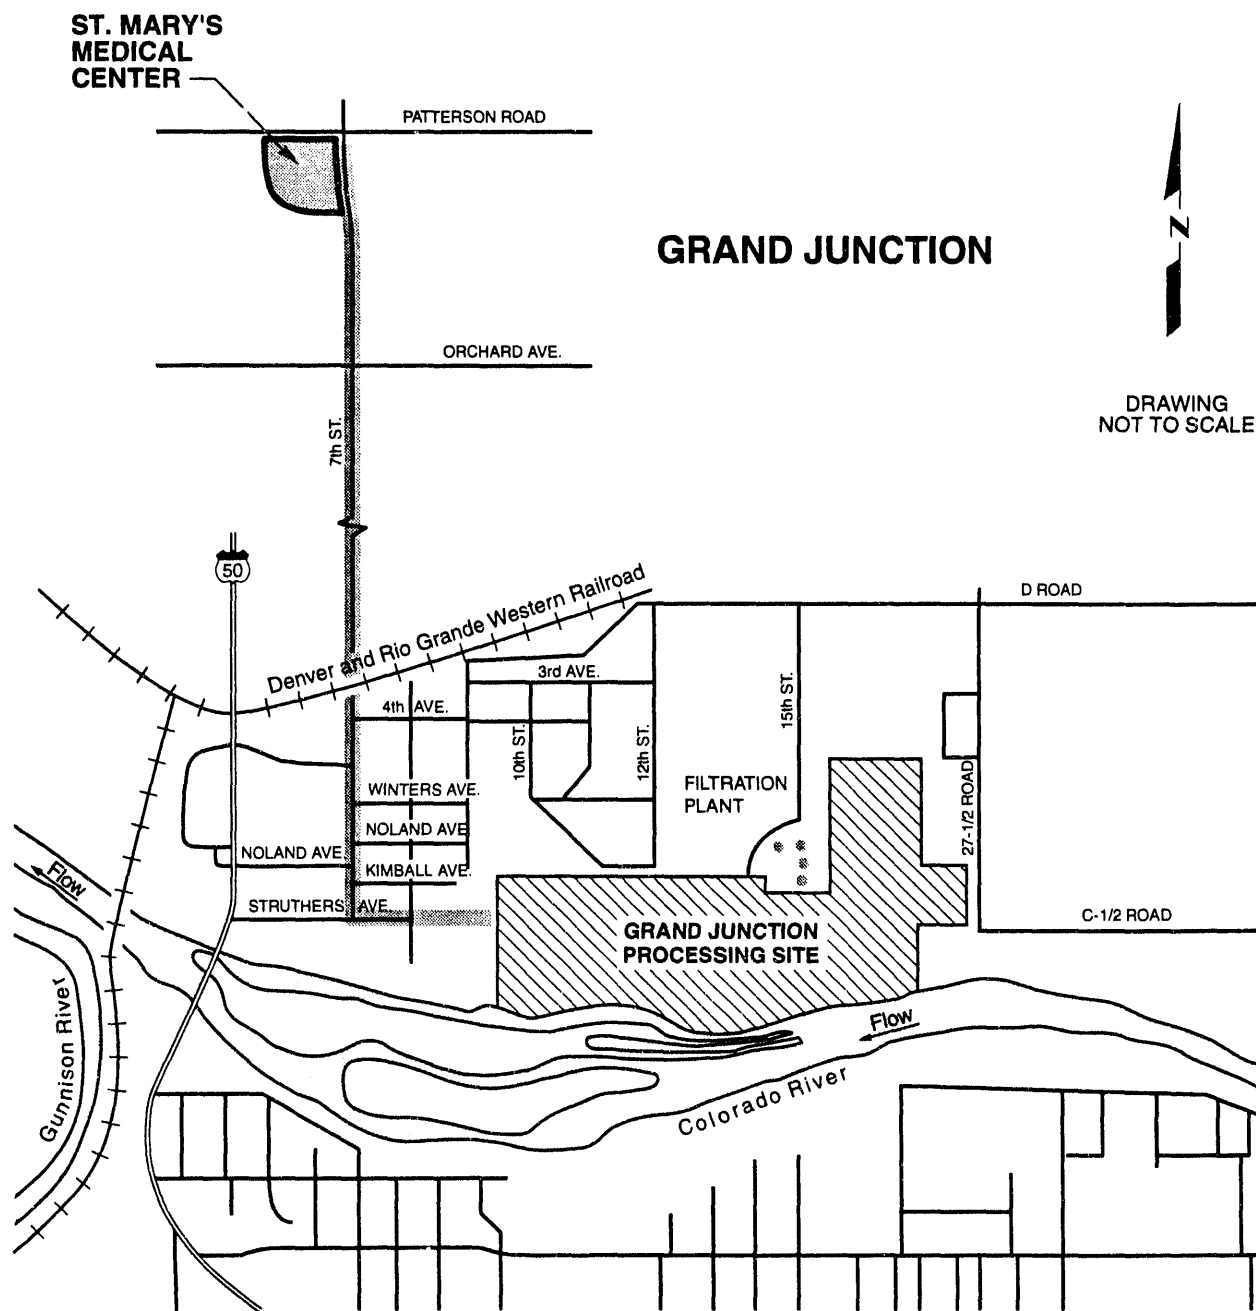 ST. MARY'S
MEDICAL
CENTER
PATTERSON ROAD
GRAND JUNCTION
N
ORCHARD AVE.
DRAWING
NOT TO SCALE
7th ST.
50
Denver and Rio Grande Western Railroad
D ROAD
3rd AVE.
4th AVE.
10th ST.
12th ST.
15th ST.
27-1/2 ROAD
WINTERS AVE.
FILTRATION
PLANT
NOLAND AVE
NOLAND AVE.
KIMBALL AVE.
STRUTHERS AVE.
Flow
C-1/2 ROAD
GRAND JUNCTION
PROCESSING SITE
Flow
Gunnison River
Colorado River